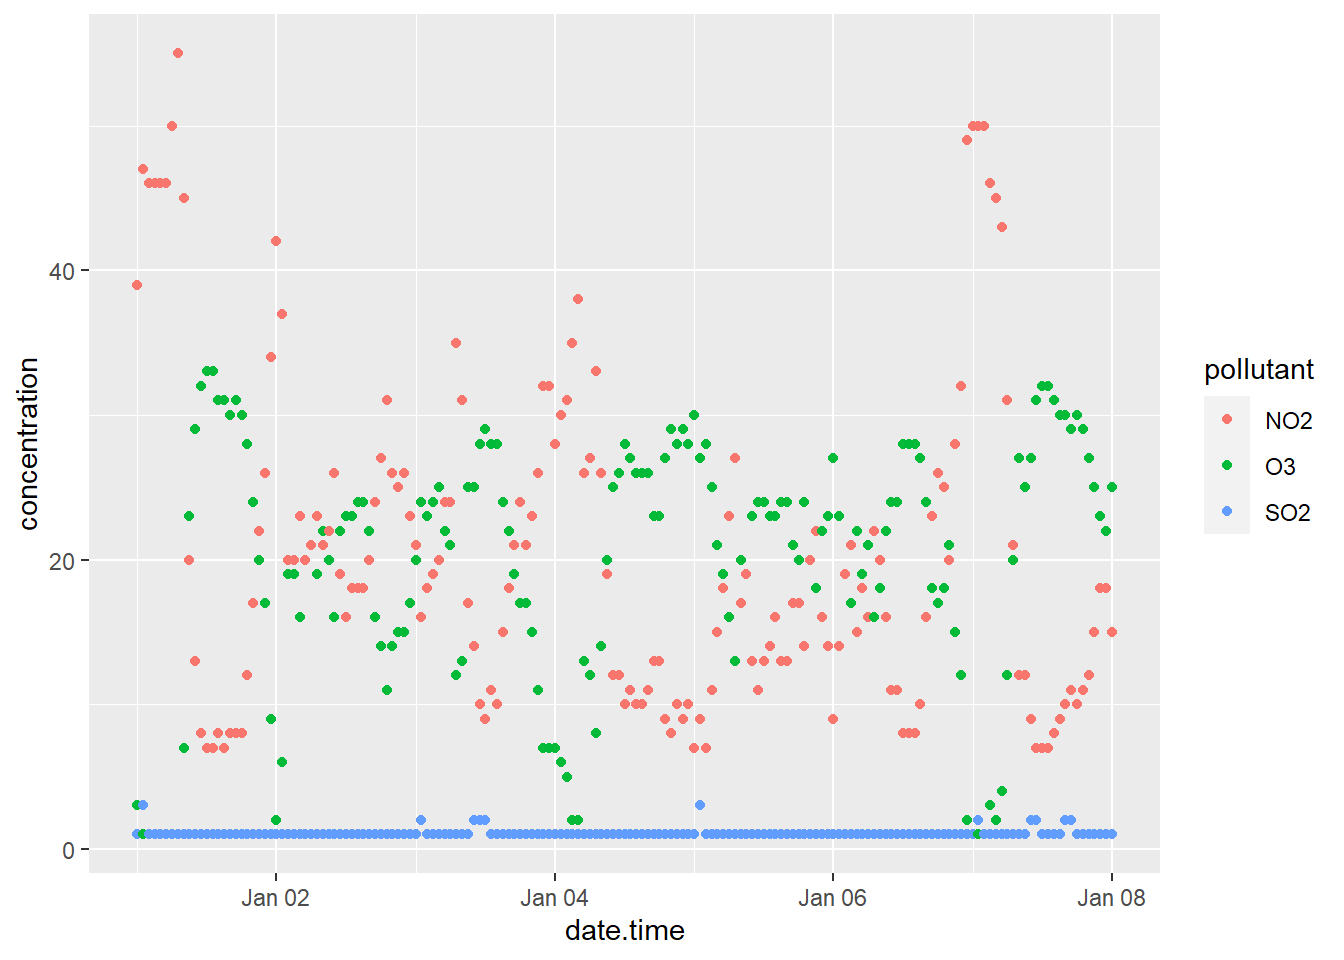 concentration
40
20
0
Jan 02
Jan 04
Jan 06
Jan 08
date.time
pollutant
NO2
O3
SO2